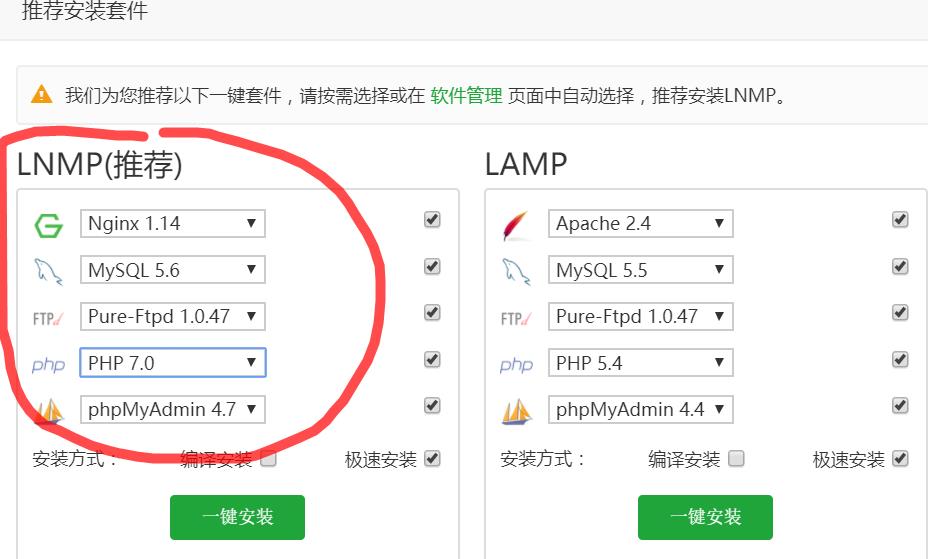 推荐安装套件
我们为您推荐以下一键套件，请按需选择或在 软件管理 页面中自动选择，推荐安装LNMP。
LNMP(推荐)
Nginx 1.14
MySQL 5.6
FTPd Pure-Ftpd 1.0.47
php PHP 7.0
phpMyAdmin 4.7
安装方式： 编译安装 极速安装
一键安装
LAMP
Apache 2.4
MySQL 5.5
FTPd Pure-Ftpd 1.0.47
php PHP 5.4
phpMyAdmin 4.4
安装方式： 编译安装 极速安装
一键安装